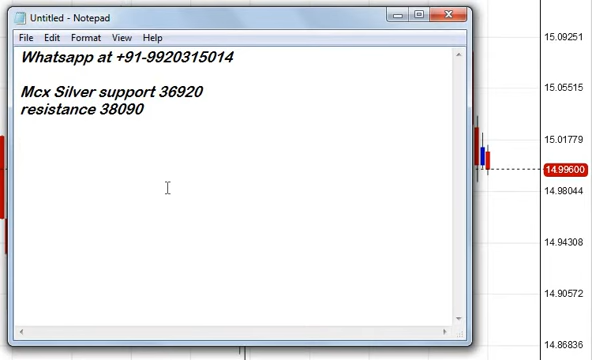 Untitled - Notepad
File Edit Format View Help
Whatsapp at +91-9920315014
Mcx Silver support 36920
resistance 38090
15.09251
15.05515
15.01779
14.99600
14.98044
14.94308
14.90572
14.86836